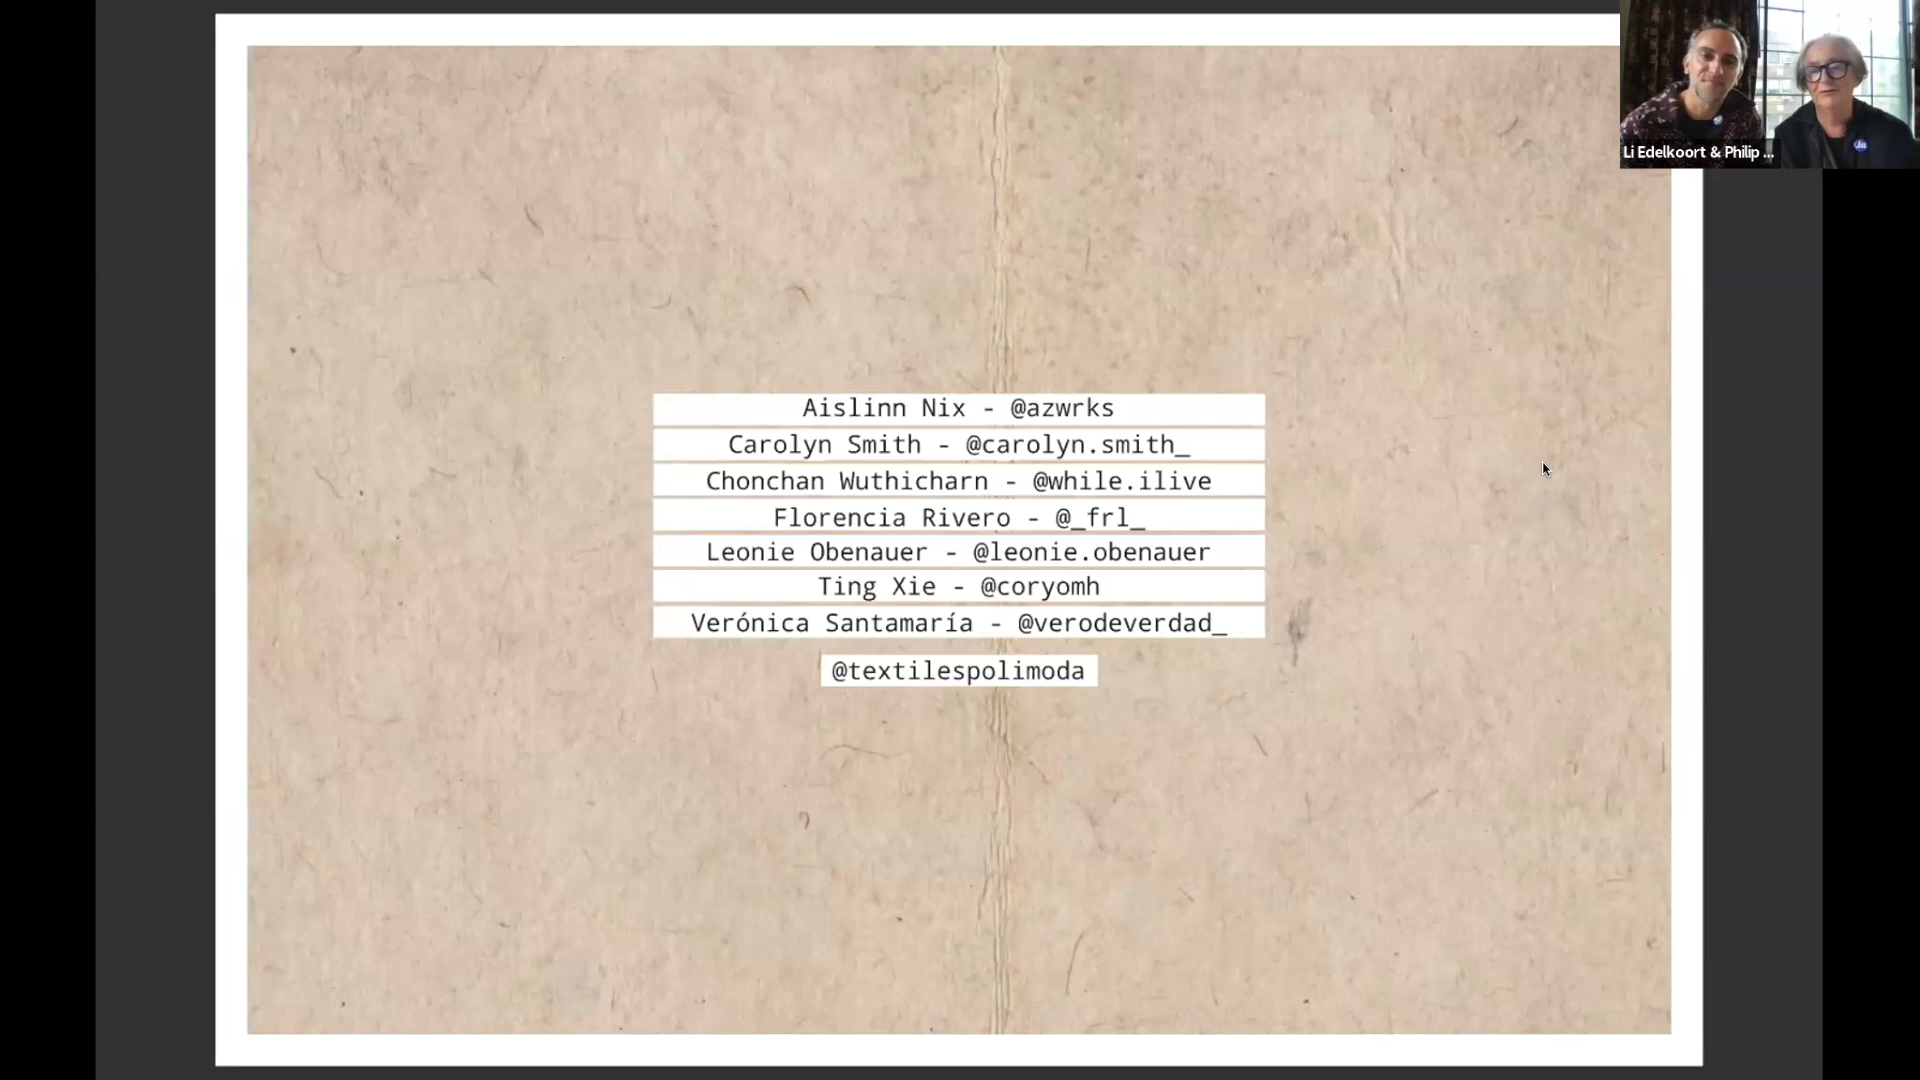 Li Edelkoort & Philip ...
Aislinn Nix - @azwrks
Carolyn Smith - @carolyn.smith_
Chonchan Wuthicharn - @while.ilive
Florencia Rivero - @_frl_
Leonie Obenauer - @leonie.obenauer
Ting Xie - @coryomh
Verónica Santamaría - @verodeverdad_
@textilespolimoda